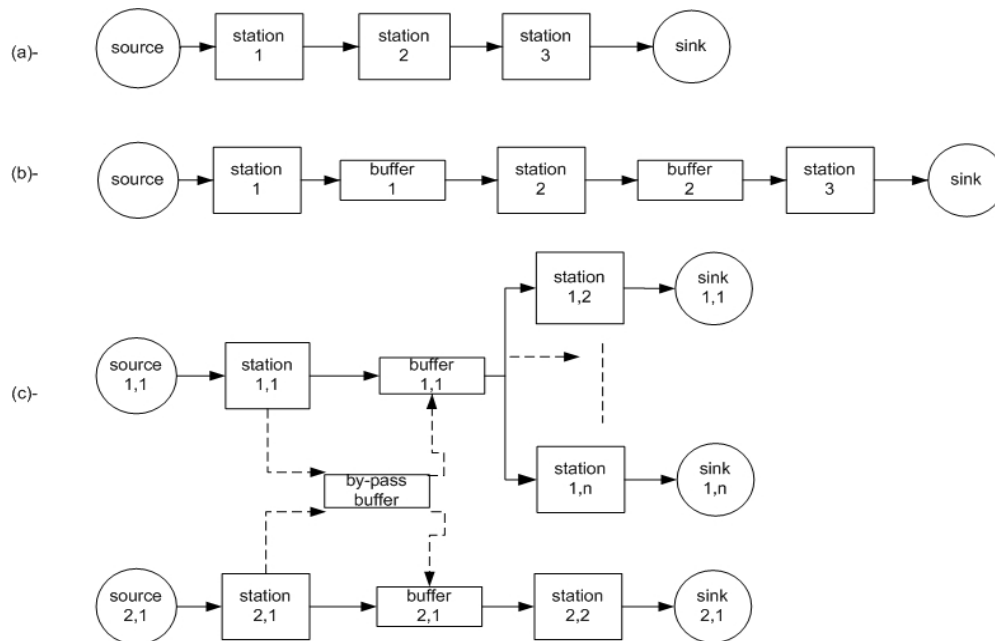 (a)-
source
station
1
station
2
station
3
sink
(b)-
source
station
1
buffer
1
station
2
buffer
2
station
3
sink
(c)-
station
1,2
sink
1,1
source
1,1
station
1,1
buffer
1,1
by-pass
buffer
station
1,n
sink
1,n
source
2,1
station
2,1
buffer
2,1
station
2,2
sink
2,1